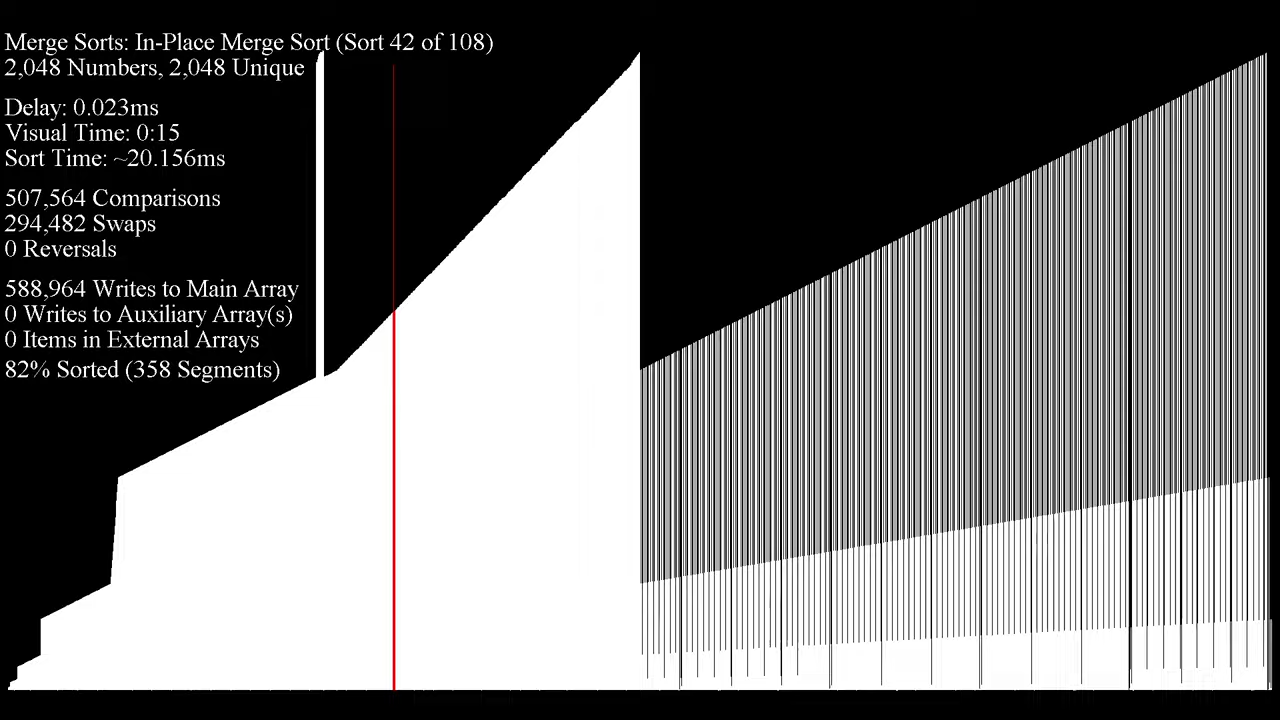 Merge Sorts: In-Place Merge Sort (Sort 42 of 108)
2,048 Numbers, 2,048 Unique
Delay: 0.023ms
Visual Time: 0:15
Sort Time: ~20.156ms
507,564 Comparisons
294,482 Swaps
0 Reversals
588,964 Writes to Main Array
0 Writes to Auxiliary Array(s)
0 Items in External Arrays
82% Sorted (358 Segments)